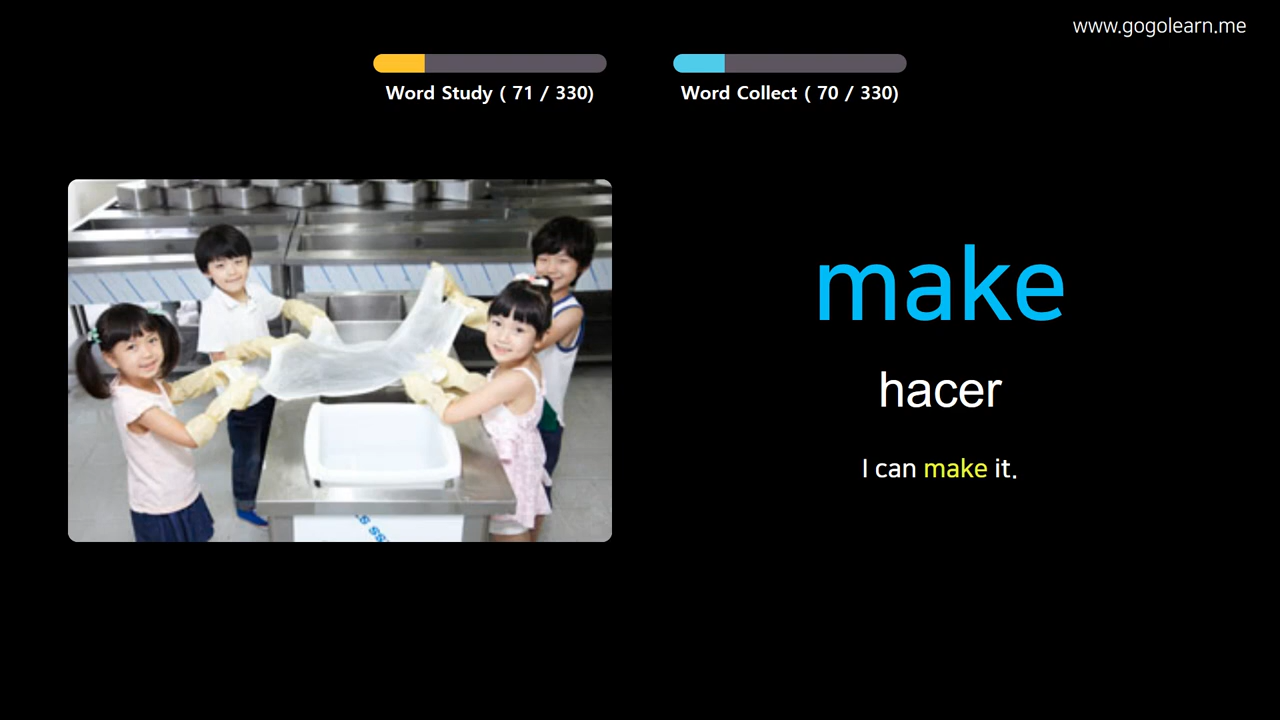 www.gogolearn.me
Word Study ( 71 / 330)
Word Collect ( 70 / 330)
make
hacer
I can make it.